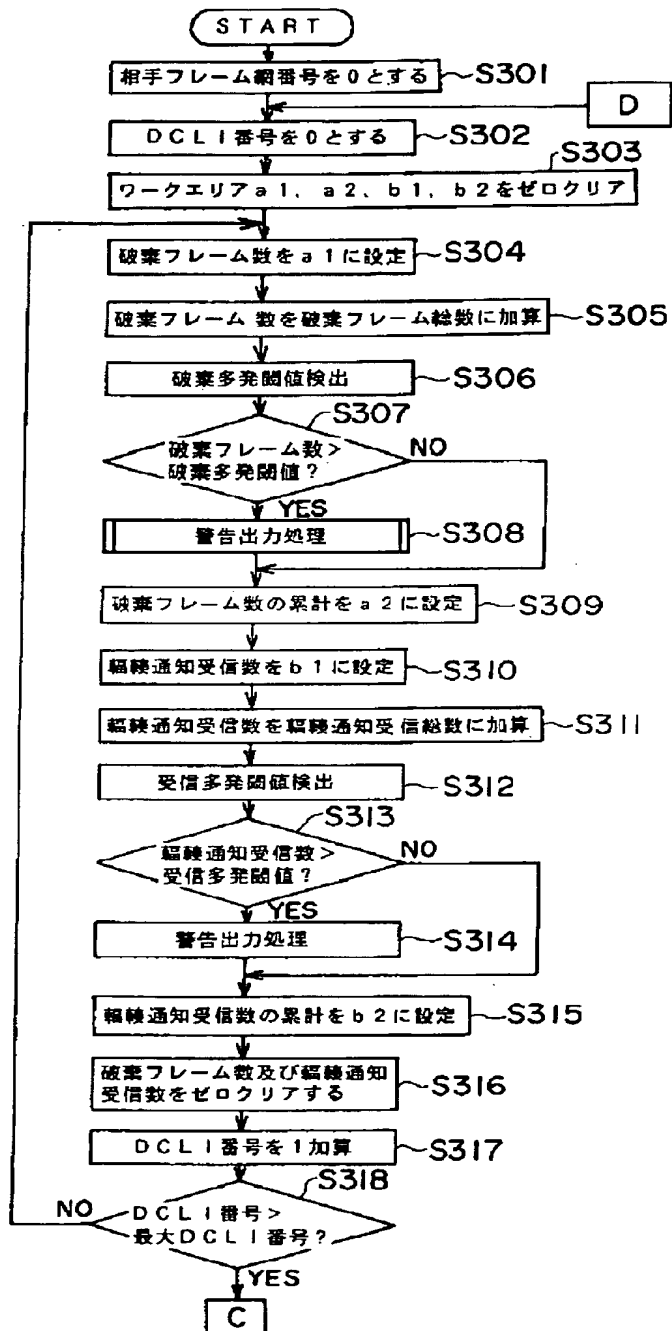 START
相手フレーム網番号を0とする
S301
D
DCLI番号を0とする
S302
S303
ワークエリアa1、a2、b1、b2をゼロクリア
破棄フレーム数をa1に設定
S304
破棄フレーム数を破棄フレーム総数に加算
S305
破棄多発閾値検出
S306
S307
破棄フレーム数>
破棄多発閾値?
NO
YES
警告出力処理
S308
破棄フレーム数の累計をa2に設定
S309
輻輳通知受信数をb1に設定
S310
輻輳通知受信数を輻輳通知受信総数に加算
S311
受信多発閾値検出
S312
S313
輻輳通知受信数>
受信多発閾値?
NO
YES
警告出力処理
S314
輻輳通知受信数の累計をb2に設定
S315
破棄フレーム数及び輻輳通知
受信数をゼロクリアする
S316
DCLI番号を1加算
S317
S318
NO
DCLI番号>
最大DCLI番号?
YES
C